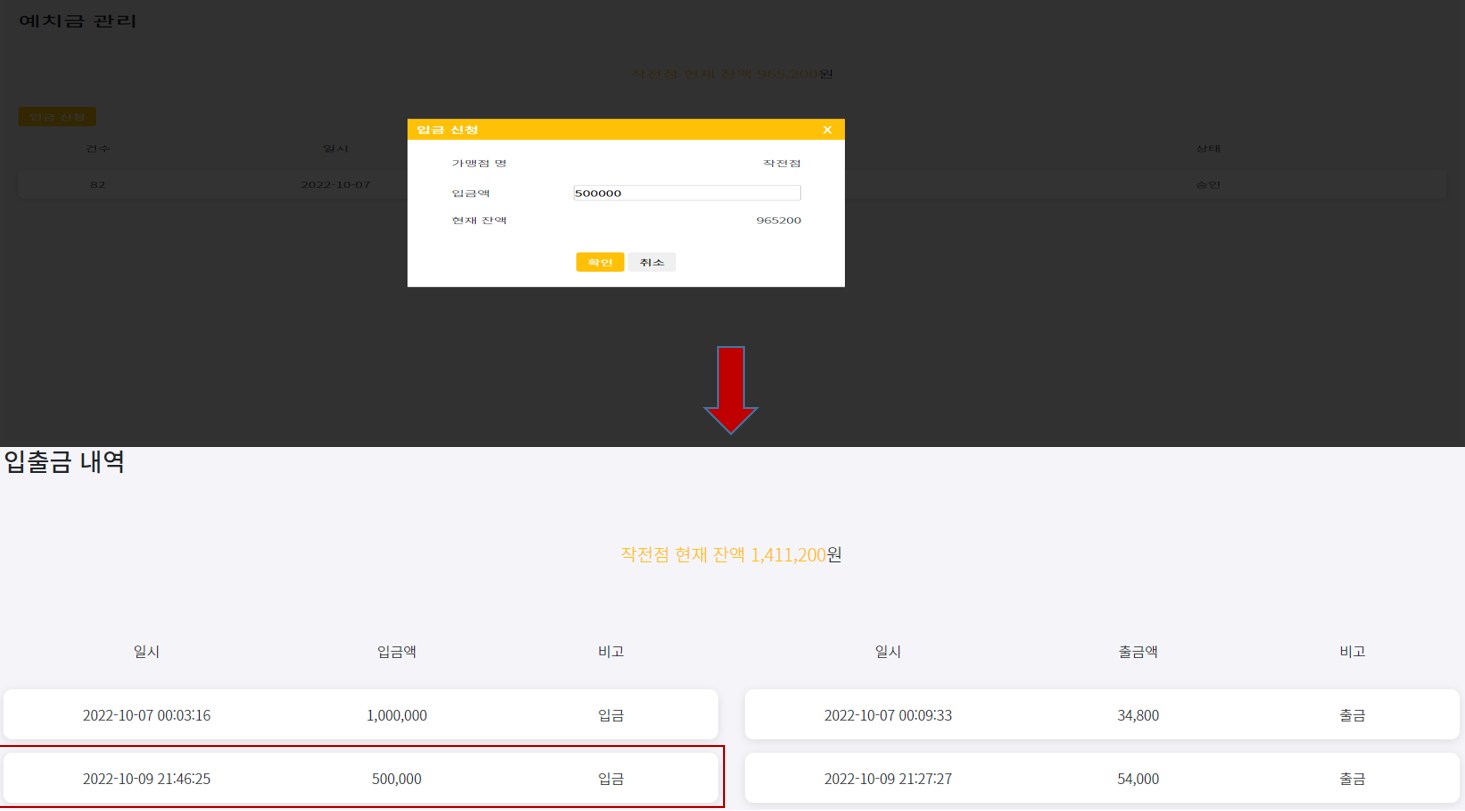 예치금 관리
작전점 현재 잔액 965,200원
입금 신청
건수 일시 상태
82 2022-10-07 승인
입금 신청 ×
가맹점 명 작전점
입금액 500000
현재 잔액 965200
확인 취소
입출금 내역
작전점 현재 잔액 1,411,200원
일시 입금액 비고 일시 출금액 비고
2022-10-07 00:03:16 1,000,000 입금 2022-10-07 00:09:33 34,800 출금
2022-10-09 21:46:25 500,000 입금 2022-10-09 21:27:27 54,000 출금